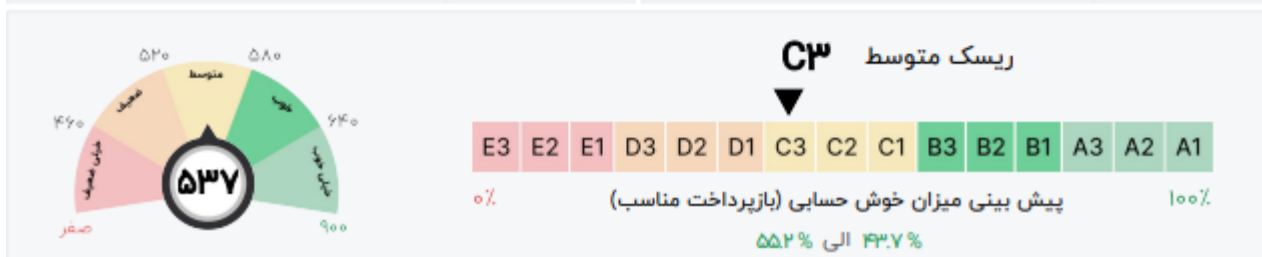 ریسک متوسط C۳
E3 E2 E1 D3 D2 D1 C3 C2 C1 B3 B2 B1 A3 A2 A1
۰٪ پیش بینی میزان خوش حسابی (بازپرداخت مناسب) ۱۰۰٪
۴۳.۷% الی ۵۵.۲%
۵۲۰ ۵۸۰
متوسط
ضعیف خوب
۴۶۰ ۶۴۰
خیلی ضعیف خیلی خوب
۵۳۷
صفر ۹۰۰